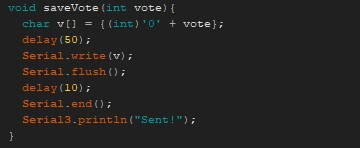 void saveVote(int vote){
char v[] = {(int)'0' + vote};
delay(50);
Serial.write(v);
Serial.flush();
delay(10);
Serial.end();
Serial3.println("Sent!");
}